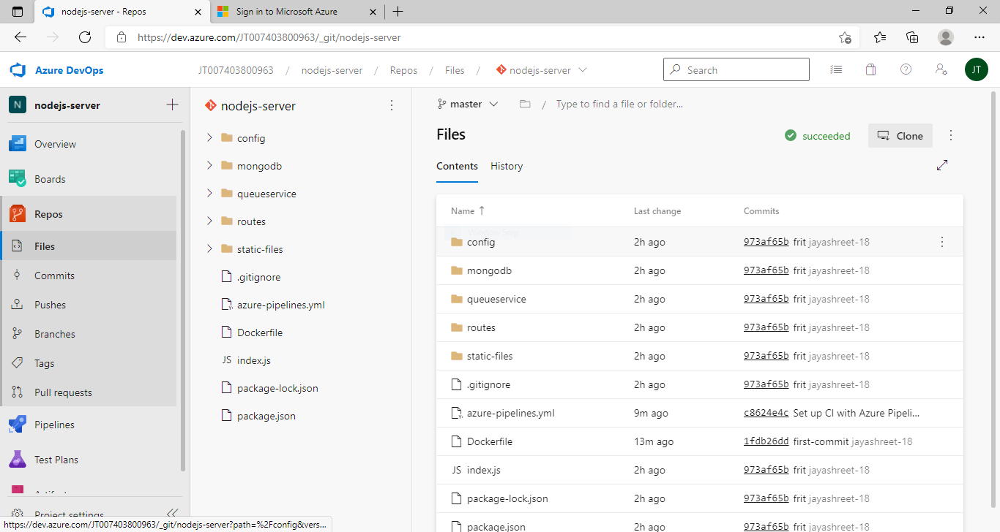 nodejs-server - Repos
Sign in to Microsoft Azure
https://dev.azure.com/JT007403800963/_git/nodejs-server
Azure DevOps
JT007403800963 / nodejs-server / Repos / Files / nodejs-server
Search
JT
N nodejs-server
Overview
Boards
Repos
Files
Commits
Pushes
Branches
Tags
Pull requests
Pipelines
Test Plans
Artifacts
Project settings
nodejs-server
config
mongodb
queueservice
routes
static-files
.gitignore
azure-pipelines.yml
Dockerfile
JS index.js
package-lock.json
package.json
master / Type to find a file or folder...
Files
succeeded
Clone
Contents History
Name Last change Commits
config 2h ago 973af65b frit jayashreet-18
mongodb 2h ago 973af65b frit jayashreet-18
queueservice 2h ago 973af65b frit jayashreet-18
routes 2h ago 973af65b frit jayashreet-18
static-files 2h ago 973af65b frit jayashreet-18
.gitignore 2h ago 973af65b frit jayashreet-18
azure-pipelines.yml 9m ago c8624e4c Set up CI with Azure Pipeli...
Dockerfile 13m ago 1fdb26dd first-commit jayashreet-18
JS index.js 2h ago 973af65b frit jayashreet-18
package-lock.json 2h ago 973af65b frit jayashreet-18
package.json 2h ago 973af65b frit jayashreet-18
https://dev.azure.com/JT007403800963/_git/nodejs-server?path=%2Fconfig&vers...